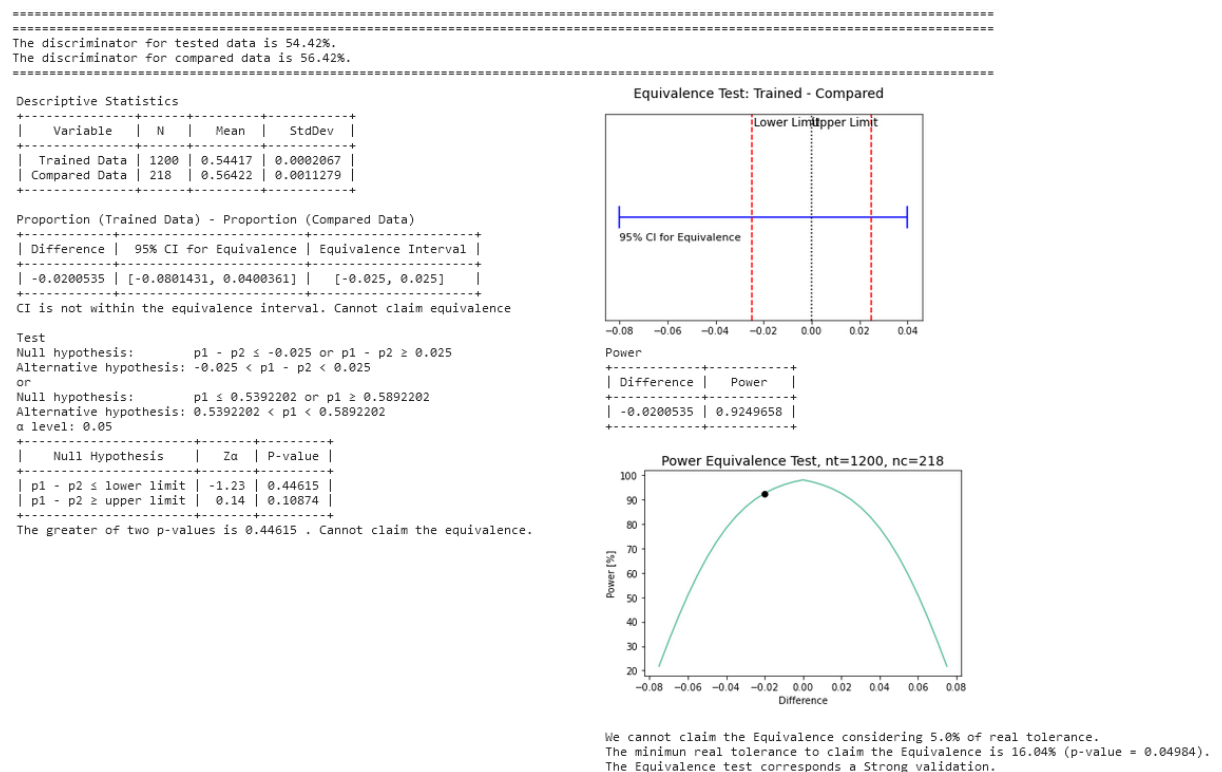 ==================================================================================================================================
==================================================================================================================================
The discriminator for tested data is 54.42%.
The discriminator for compared data is 56.42%.
==================================================================================================================================
Descriptive Statistics
+---------------+------+---------+-----------+
|    Variable   |  N   |   Mean  |   StdDev  |
+---------------+------+---------+-----------+
|  Trained Data | 1200 | 0.54417 | 0.0002067 |
| Compared Data | 218  | 0.56422 | 0.0011279 |
+---------------+------+---------+-----------+
Proportion (Trained Data) - Proportion (Compared Data)
+------------+-------------------------+----------------------+
| Difference |  95% CI for Equivalence | Equivalence Interval |
+------------+-------------------------+----------------------+
| -0.0200535 | [-0.0801431, 0.0400361] |   [-0.025, 0.025]    |
+------------+-------------------------+----------------------+
CI is not within the equivalence interval. Cannot claim equivalence
Test
Null hypothesis:        p1 - p2 ≤ -0.025 or p1 - p2 ≥ 0.025
Alternative hypothesis: -0.025 < p1 - p2 < 0.025
or
Null hypothesis:        p1 ≤ 0.5392202 or p1 ≥ 0.5892202
Alternative hypothesis: 0.5392202 < p1 < 0.5892202
α level: 0.05
+-----------------------+-------+---------+
|    Null Hypothesis    |   Zα  | P-value |
+-----------------------+-------+---------+
| p1 - p2 ≤ lower limit | -1.23 | 0.44615 |
| p1 - p2 ≥ upper limit |  0.14 | 0.10874 |
+-----------------------+-------+---------+
The greater of two p-values is 0.44615 . Cannot claim the equivalence.
Equivalence Test: Trained - Compared
Lower Limit Upper Limit
95% CI for Equivalence
−0.08 −0.06 −0.04 −0.02 0.00 0.02 0.04
Power
+------------+-----------+
| Difference |   Power   |
+------------+-----------+
| -0.0200535 | 0.9249658 |
+------------+-----------+
Power Equivalence Test, nt=1200, nc=218
100
90
80
70
60
50
40
30
20
Power [%]
−0.08 −0.06 −0.04 −0.02 0.00 0.02 0.04 0.06 0.08
Difference
We cannot claim the Equivalence considering 5.0% of real tolerance.
The minimun real tolerance to claim the Equivalence is 16.04% (p-value = 0.04984).
The Equivalence test corresponds a Strong validation.